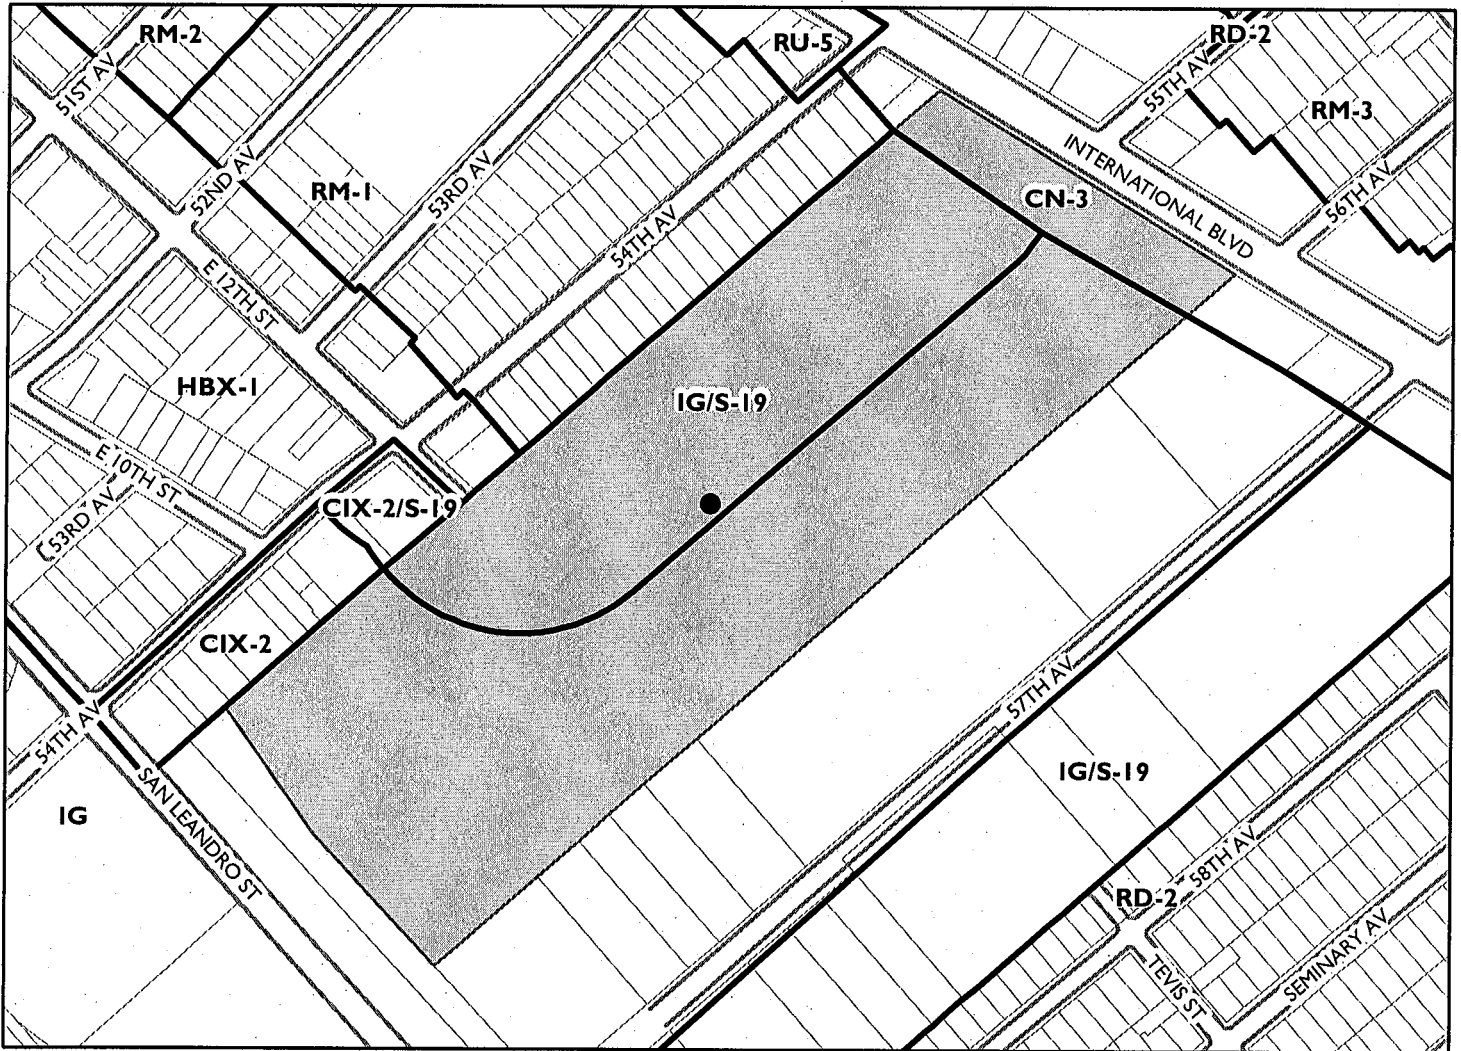 RM-2
RU-5
RD-2
51ST AV
55TH AV
RM-3
INTERNATIONAL BLVD
52ND AV
RM-1
53RD AV
CN-3
56TH AV
54TH AV
E 12TH ST
HBX-1
IG/S-19
E 10TH ST
53RD AV
CIX-2/S-19
CIX-2
57TH AV
54TH AV
SAN LEANDRO ST
IG
IG/S-19
58TH AV
RD-2
SEMINARY AV
TEVIS ST